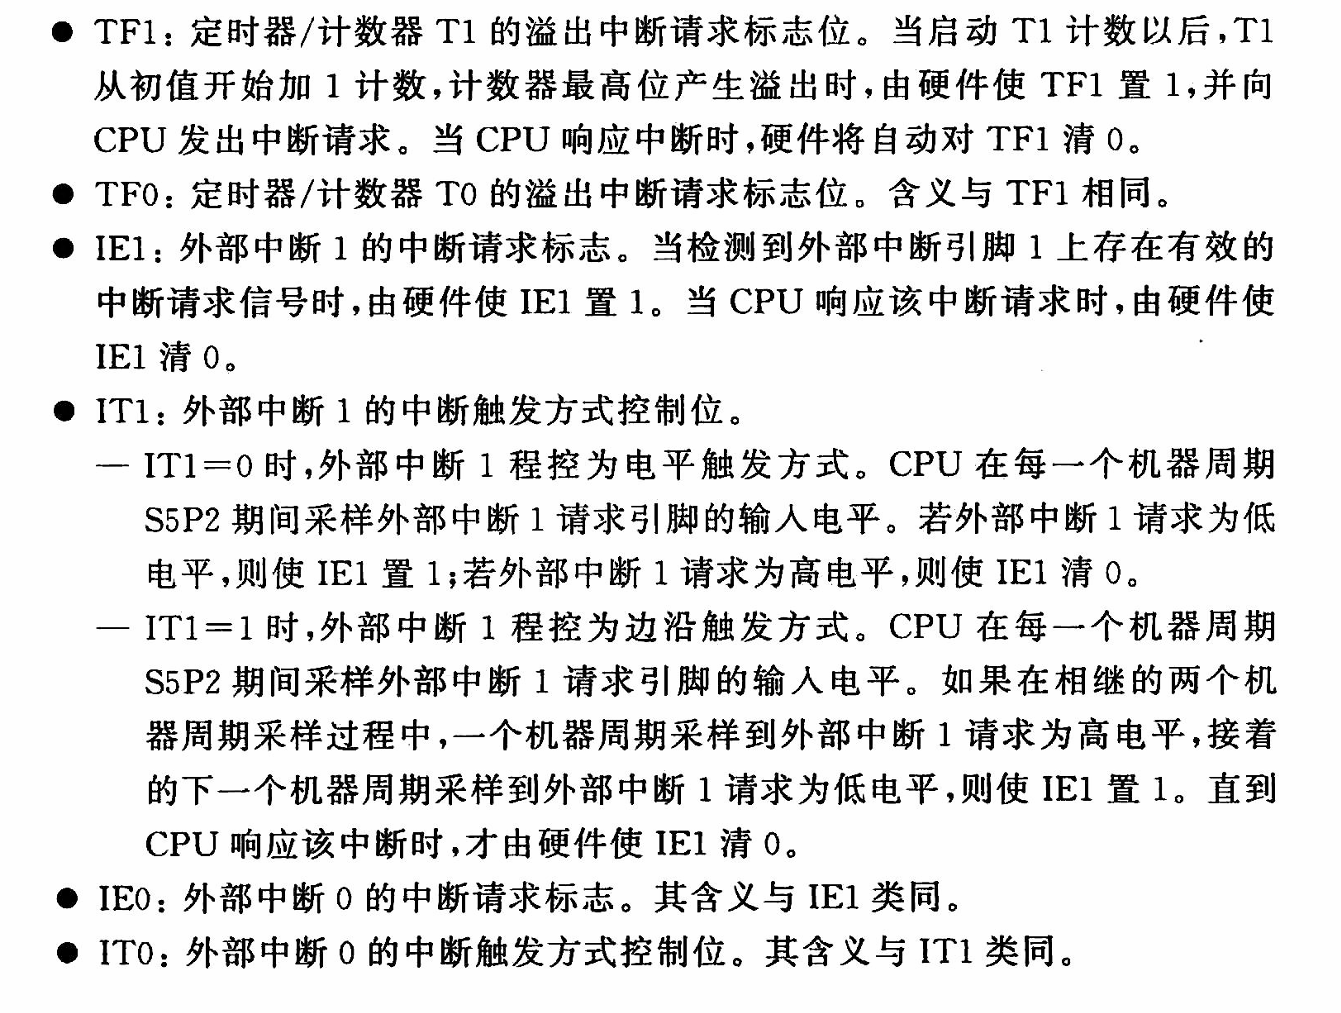 ● TF1：定时器/计数器 T1 的溢出中断请求标志位。当启动 T1 计数以后,T1
从初值开始加 1 计数,计数器最高位产生溢出时,由硬件使 TF1 置 1,并向
CPU 发出中断请求。当 CPU 响应中断时,硬件将自动对 TF1 清 0。
● TF0：定时器/计数器 T0 的溢出中断请求标志位。含义与 TF1 相同。
● IE1：外部中断 1 的中断请求标志。当检测到外部中断引脚 1 上存在有效的
中断请求信号时,由硬件使 IE1 置 1。当 CPU 响应该中断请求时,由硬件使
IE1 清 0。
● IT1：外部中断 1 的中断触发方式控制位。
— IT1=0 时,外部中断 1 程控为电平触发方式。CPU 在每一个机器周期
S5P2 期间采样外部中断 1 请求引脚的输入电平。若外部中断 1 请求为低
电平,则使 IE1 置 1;若外部中断 1 请求为高电平,则使 IE1 清 0。
— IT1=1 时,外部中断 1 程控为边沿触发方式。CPU 在每一个机器周期
S5P2 期间采样外部中断 1 请求引脚的输入电平。如果在相继的两个机
器周期采样过程中,一个机器周期采样到外部中断 1 请求为高电平,接着
的下一个机器周期采样到外部中断 1 请求为低电平,则使 IE1 置 1。直到
CPU 响应该中断时,才由硬件使 IE1 清 0。
● IE0：外部中断 0 的中断请求标志。其含义与 IE1 类同。
● IT0：外部中断 0 的中断触发方式控制位。其含义与 IT1 类同。